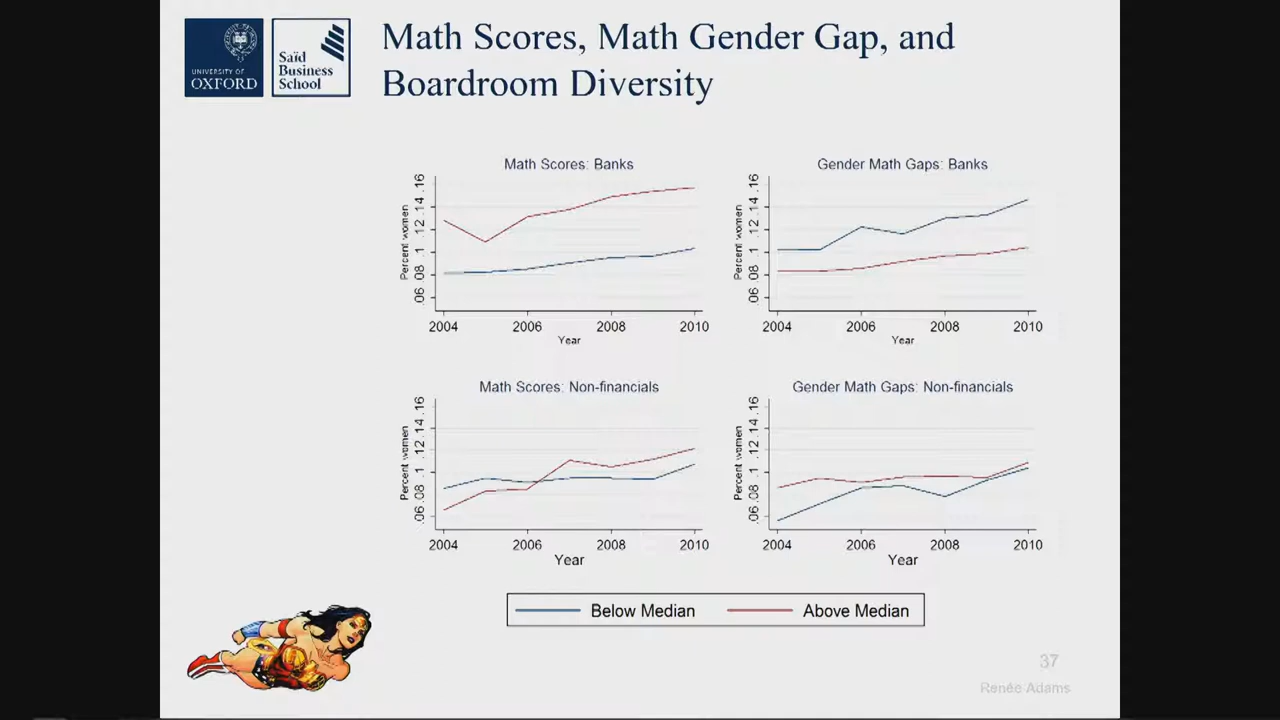 UNIVERSITY OF
OXFORD
Saïd
Business
School
Math Scores, Math Gender Gap, and
Boardroom Diversity
Math Scores: Banks
Percent women
.06 .08 .1 .12 .14 .16
2004 2006 2008 2010
Year
Gender Math Gaps: Banks
Percent women
.06 .08 .1 .12 .14 .16
2004 2006 2008 2010
Year
Math Scores: Non-financials
Percent women
.06 .08 .1 .12 .14 .16
2004 2006 2008 2010
Year
Gender Math Gaps: Non-financials
Percent women
.06 .08 .1 .12 .14 .16
2004 2006 2008 2010
Year
Below Median Above Median
37
Renée Adams